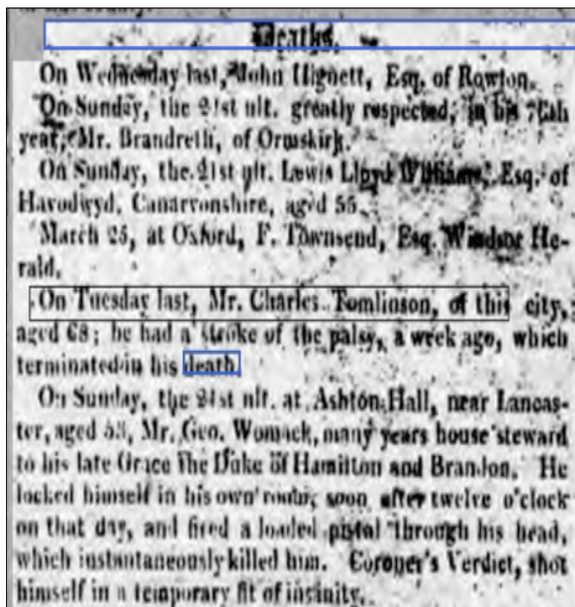 Deaths.
On Wednesday last, John Hignett, Esq. of Rowton.
On Sunday, the 21st ult. greatly respected, in his 76th
year, Mr. Brandreth, of Ormskirk.
On Sunday, the 21st ult. Lewis Lloyd Williams, Esq. of
Havodwyd, Canarvonshire, aged 55.
March 25, at Oxford, F. Townsend, Esq. Windsor He-
rald.
On Tuesday last, Mr. Charles Tomlinson, of this city,
aged 68; he had a stroke of the palsy, a week ago, which
terminated in his death.
On Sunday, the 21st ult. at Ashton Hall, near Lancas-
ter, aged 53, Mr. Geo. Womack, many years house steward
to his late Grace the Duke of Hamilton and Brandon. He
locked himself in his own room, soon after twelve o'clock
on that day, and fired a loaded pistol through his head,
which instantaneously killed him. Coroner's Verdict, shot
himself in a temporary fit of insanity.